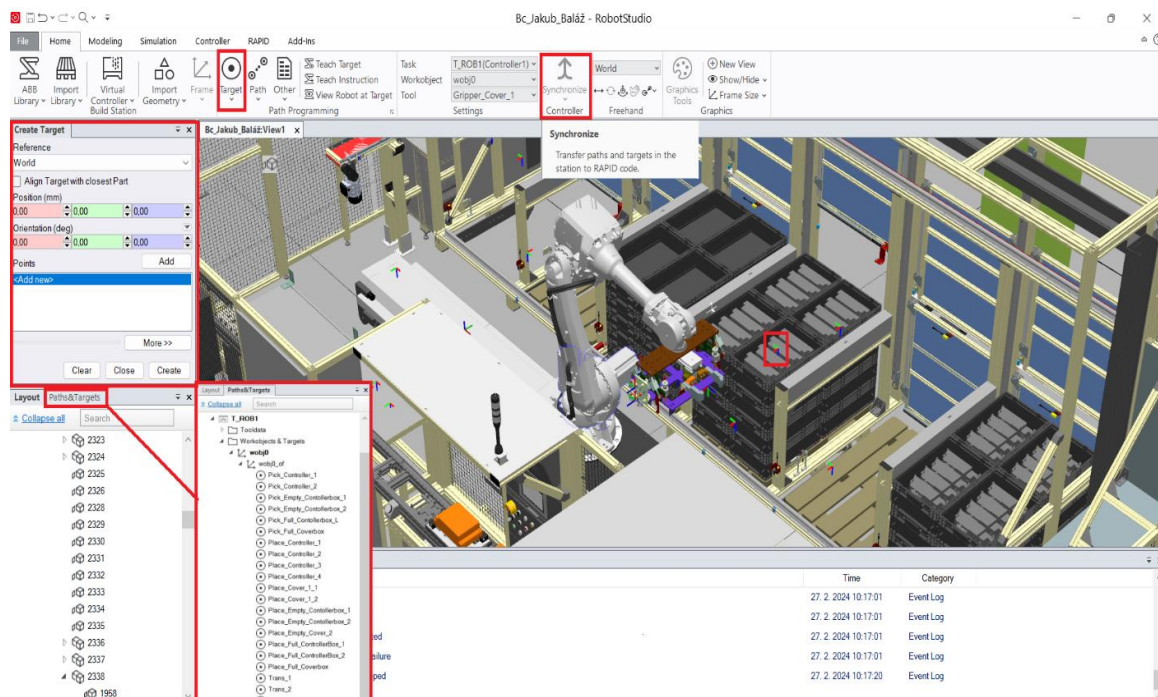 Bc_Jakub_Baláž - RobotStudio
File Home Modeling Simulation Controller RAPID Add-Ins
ABB Library
Import Library
Virtual Controller
Import Geometry
Build Station
Frame
Target
Path
Other
Teach Target
Teach Instruction
View Robot at Target
Path Programming
Task T_ROB1(Controller1)
Workobject wobj0
Tool Gripper_Cover_1
Settings
Synchronize
Controller
World
Freehand
Graphics Tools
New View
Show/Hide
Frame Size
Graphics
Create Target
Reference
World
Align Target with closest Part
Position (mm)
0,00 0,00 0,00
Orientation (deg)
0,00 0,00 0,00
Points Add
<Add new>
More >>
Clear Close Create
Bc_Jakub_Baláž:View1
Synchronize
Transfer paths and targets in the
station to RAPID code.
Layout Paths&Targets
Collapse all Search
2323
2324
2325
2326
2328
2329
2330
2331
2332
2333
2334
2335
2336
2337
2338
1958
Layout Paths&Targets
Collapse all Search
T_ROB1
Tooldata
Workobjects & Targets
wobj0
wobj0_of
Pick_Controller_1
Pick_Controller_2
Pick_Empty_Contollerbox_1
Pick_Empty_Contollerbox_2
Pick_Full_Contollerbox_L
Pick_Full_Coverbox
Place_Controller_1
Place_Controller_2
Place_Controller_3
Place_Controller_4
Place_Cover_1_1
Place_Cover_1_2
Place_Empty_Contollerbox_1
Place_Empty_Contollerbox_2
Place_Empty_Cover_2
Place_Full_ControllerBox_1
Place_Full_ControllerBox_2
Place_Full_Coverbox
Trans_1
Trans_2
Time Category
27. 2. 2024 10:17:01 Event Log
27. 2. 2024 10:17:01 Event Log
ed 27. 2. 2024 10:17:01 Event Log
ailure 27. 2. 2024 10:17:01 Event Log
ped 27. 2. 2024 10:17:20 Event Log